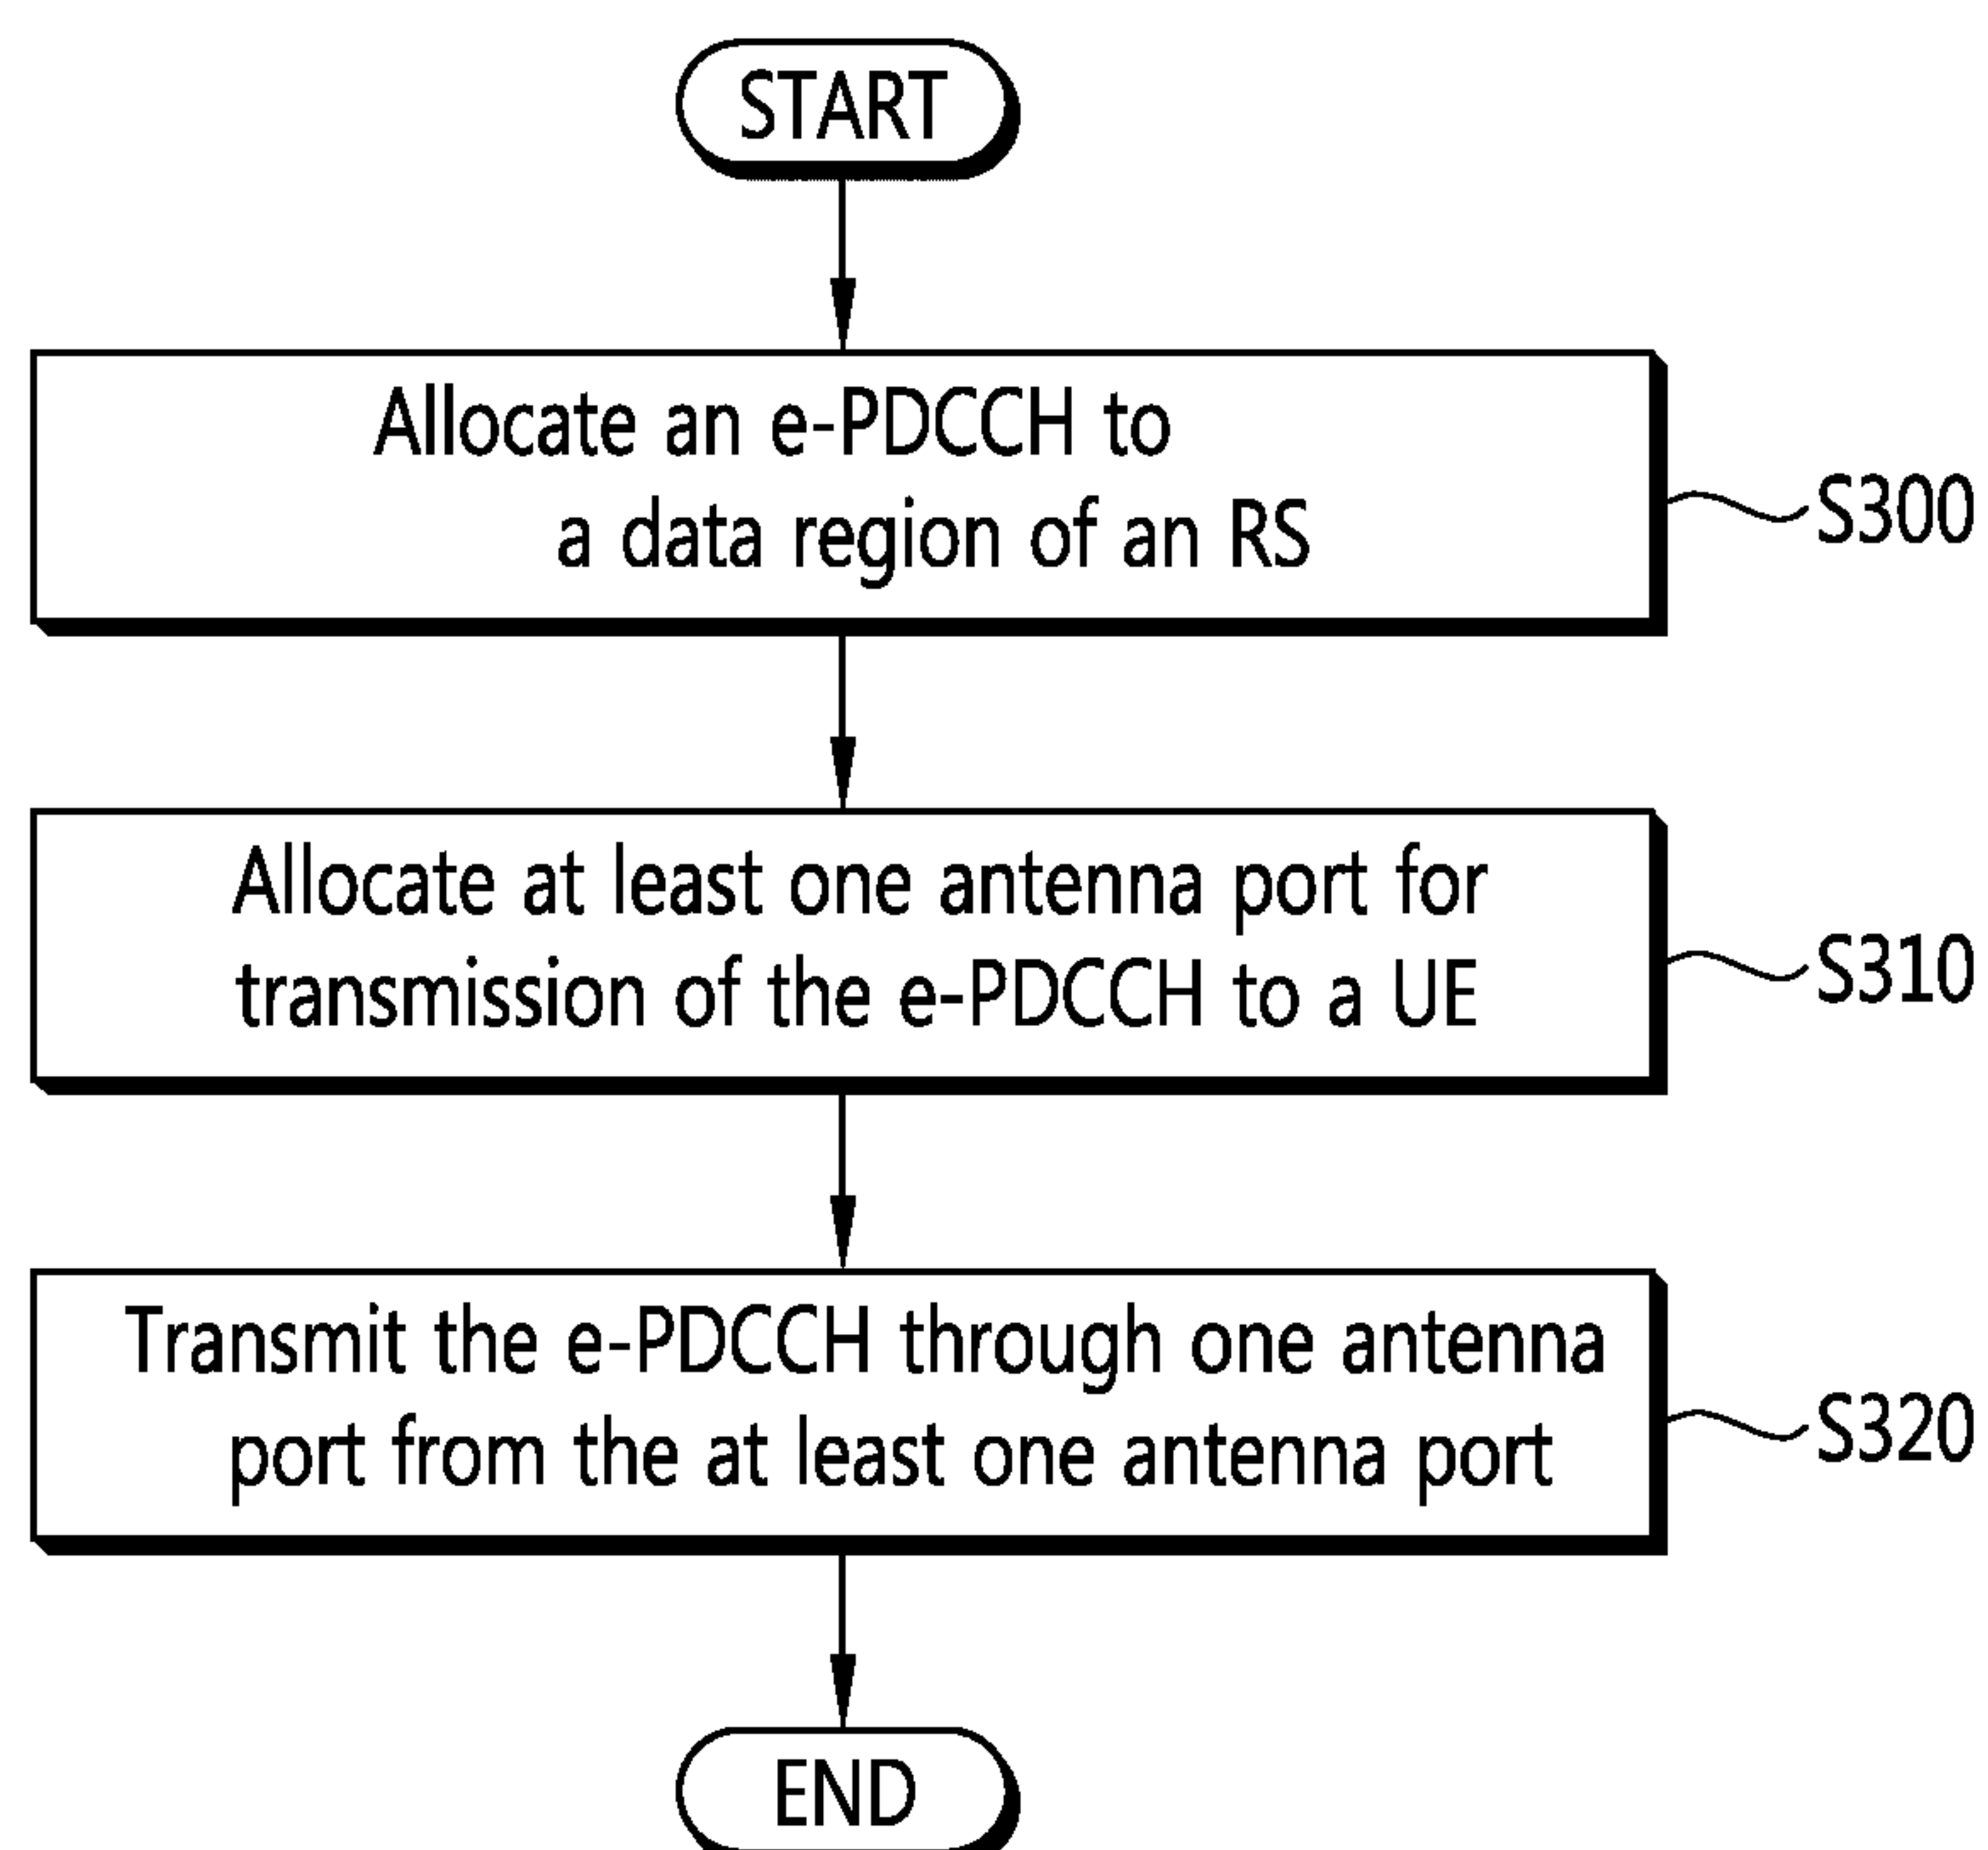 START
Allocate an e-PDCCH to
a data region of an RS
S300
Allocate at least one antenna port for
transmission of the e-PDCCH to a UE
S310
Transmit the e-PDCCH through one antenna
port from the at least one antenna port
S320
END